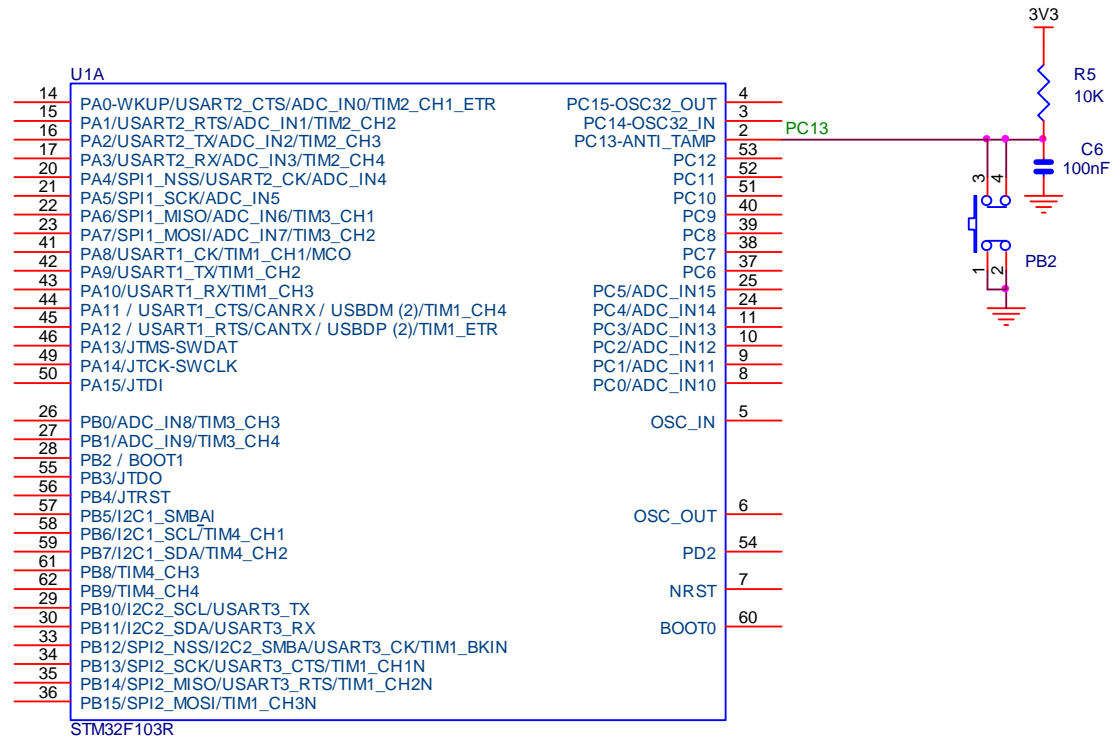 3V3
R5
10K
U1A
14 PA0-WKUP/USART2_CTS/ADC_IN0/TIM2_CH1_ETR
15 PA1/USART2_RTS/ADC_IN1/TIM2_CH2
16 PA2/USART2_TX/ADC_IN2/TIM2_CH3
17 PA3/USART2_RX/ADC_IN3/TIM2_CH4
20 PA4/SPI1_NSS/USART2_CK/ADC_IN4
21 PA5/SPI1_SCK/ADC_IN5
22 PA6/SPI1_MISO/ADC_IN6/TIM3_CH1
23 PA7/SPI1_MOSI/ADC_IN7/TIM3_CH2
41 PA8/USART1_CK/TIM1_CH1/MCO
42 PA9/USART1_TX/TIM1_CH2
43 PA10/USART1_RX/TIM1_CH3
44 PA11 / USART1_CTS/CANRX / USBDM (2)/TIM1_CH4
45 PA12 / USART1_RTS/CANTX / USBDP (2)/TIM1_ETR
46 PA13/JTMS-SWDAT
49 PA14/JTCK-SWCLK
50 PA15/JTDI
26 PB0/ADC_IN8/TIM3_CH3
27 PB1/ADC_IN9/TIM3_CH4
28 PB2 / BOOT1
55 PB3/JTDO
56 PB4/JTRST
57 PB5/I2C1_SMBAI
58 PB6/I2C1_SCL/TIM4_CH1
59 PB7/I2C1_SDA/TIM4_CH2
61 PB8/TIM4_CH3
62 PB9/TIM4_CH4
29 PB10/I2C2_SCL/USART3_TX
30 PB11/I2C2_SDA/USART3_RX
33 PB12/SPI2_NSS/I2C2_SMBA/USART3_CK/TIM1_BKIN
34 PB13/SPI2_SCK/USART3_CTS/TIM1_CH1N
35 PB14/SPI2_MISO/USART3_RTS/TIM1_CH2N
36 PB15/SPI2_MOSI/TIM1_CH3N
PC15-OSC32_OUT 4
PC14-OSC32_IN 3
PC13-ANTI_TAMP 2
PC12 53
PC11 52
PC10 51
PC9 40
PC8 39
PC7 38
PC6 37
PC5/ADC_IN15 25
PC4/ADC_IN14 24
PC3/ADC_IN13 11
PC2/ADC_IN12 10
PC1/ADC_IN11 9
PC0/ADC_IN10 8
OSC_IN 5
OSC_OUT 6
PD2 54
NRST 7
BOOT0 60
STM32F103R
PC13
C6
100nF
3 4
1 2
PB2